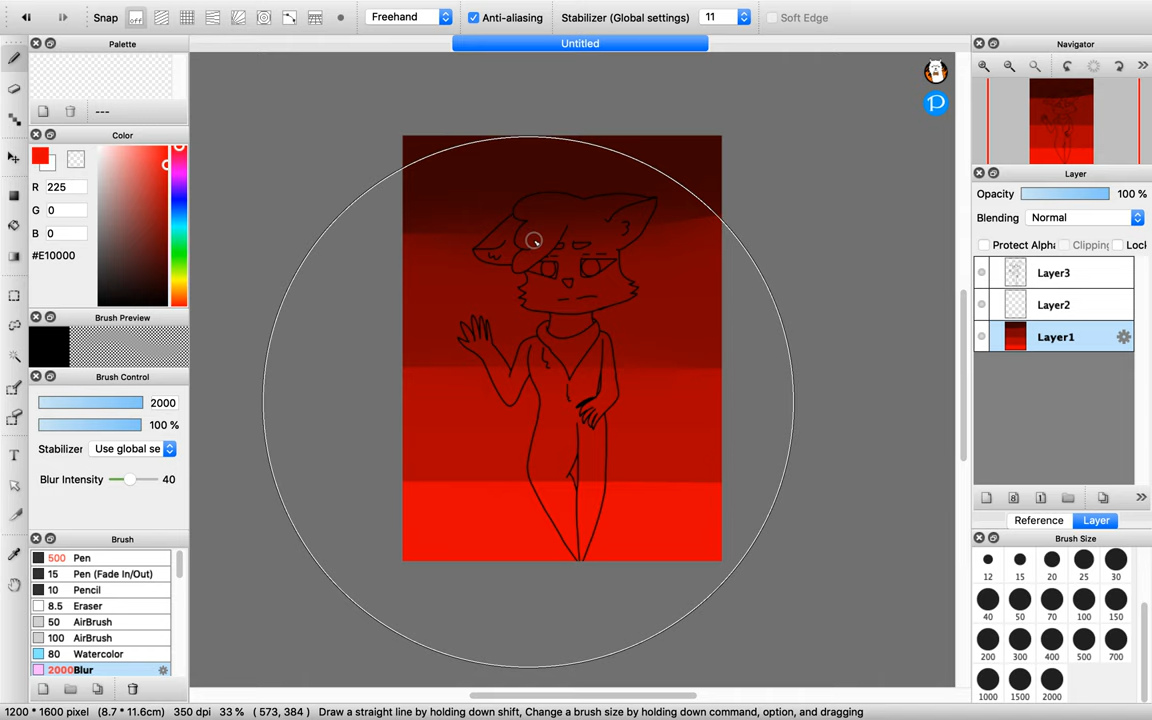 Snap off Freehand Anti-aliasing Stabilizer (Global settings) 11 Soft Edge
Palette
Untitled
Navigator
---
Color
R 225
G 0
B 0
#E10000
Layer
Opacity 100 %
Blending Normal
Protect Alpha Clipping Lock
Layer3
Layer2
Layer1
Brush Preview
Brush Control
2000
100 %
Stabilizer Use global se
Blur Intensity 40
Reference Layer
Brush
500 Pen
15 Pen (Fade In/Out)
10 Pencil
8.5 Eraser
50 AirBrush
100 AirBrush
80 Watercolor
2000 Blur
Brush Size
12 15 20 25 30
40 50 70 100 150
200 300 400 500 700
1000 1500 2000
1200 * 1600 pixel (8.7 * 11.6cm) 350 dpi 33 % ( 573, 384 ) Draw a straight line by holding down shift, Change a brush size by holding down command, option, and dragging